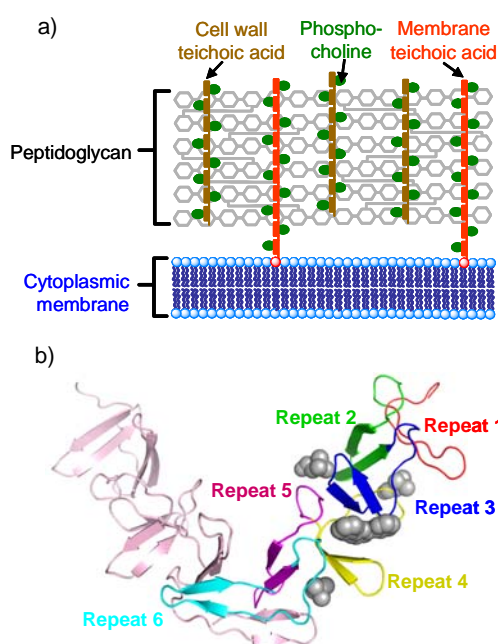 a)
Cell wall
teichoic acid
Phospho-
choline
Membrane
teichoic acid
Peptidoglycan
Cytoplasmic
membrane
b)
Repeat 2
Repeat 1
Repeat 5
Repeat 3
Repeat 4
Repeat 6